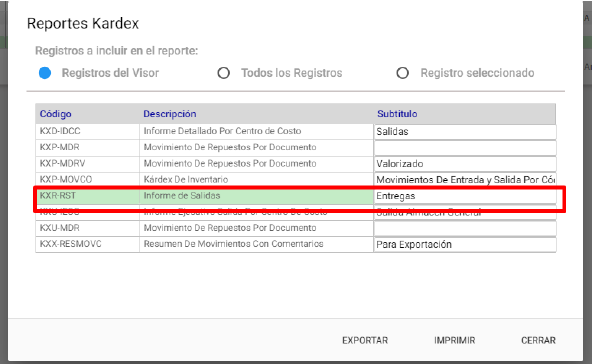 Reportes Kardex
Registros a incluir en el reporte:
Registros del Visor Todos los Registros Registro seleccionado
Código Descripción Subtitulo
KXD-IDCC Informe Detallado Por Centro de Costo Salidas
KXP-MDR Movimiento De Repuestos Por Documento
KXP-MDRV Movimiento De Repuestos Por Documento Valorizado
KXP-MOVCO Kárdex De Inventario Movimientos De Entrada y Salida Por Có
KXR-RST Informe de Salidas Entregas
Informe Ejecutivo Salida Por Centro De Costo Salida Almacen General
KXU-MDR Movimiento De Repuestos Por Documento
KXX-RESMOVC Resumen De Movimientos Con Comentarios Para Exportación
EXPORTAR IMPRIMIR CERRAR